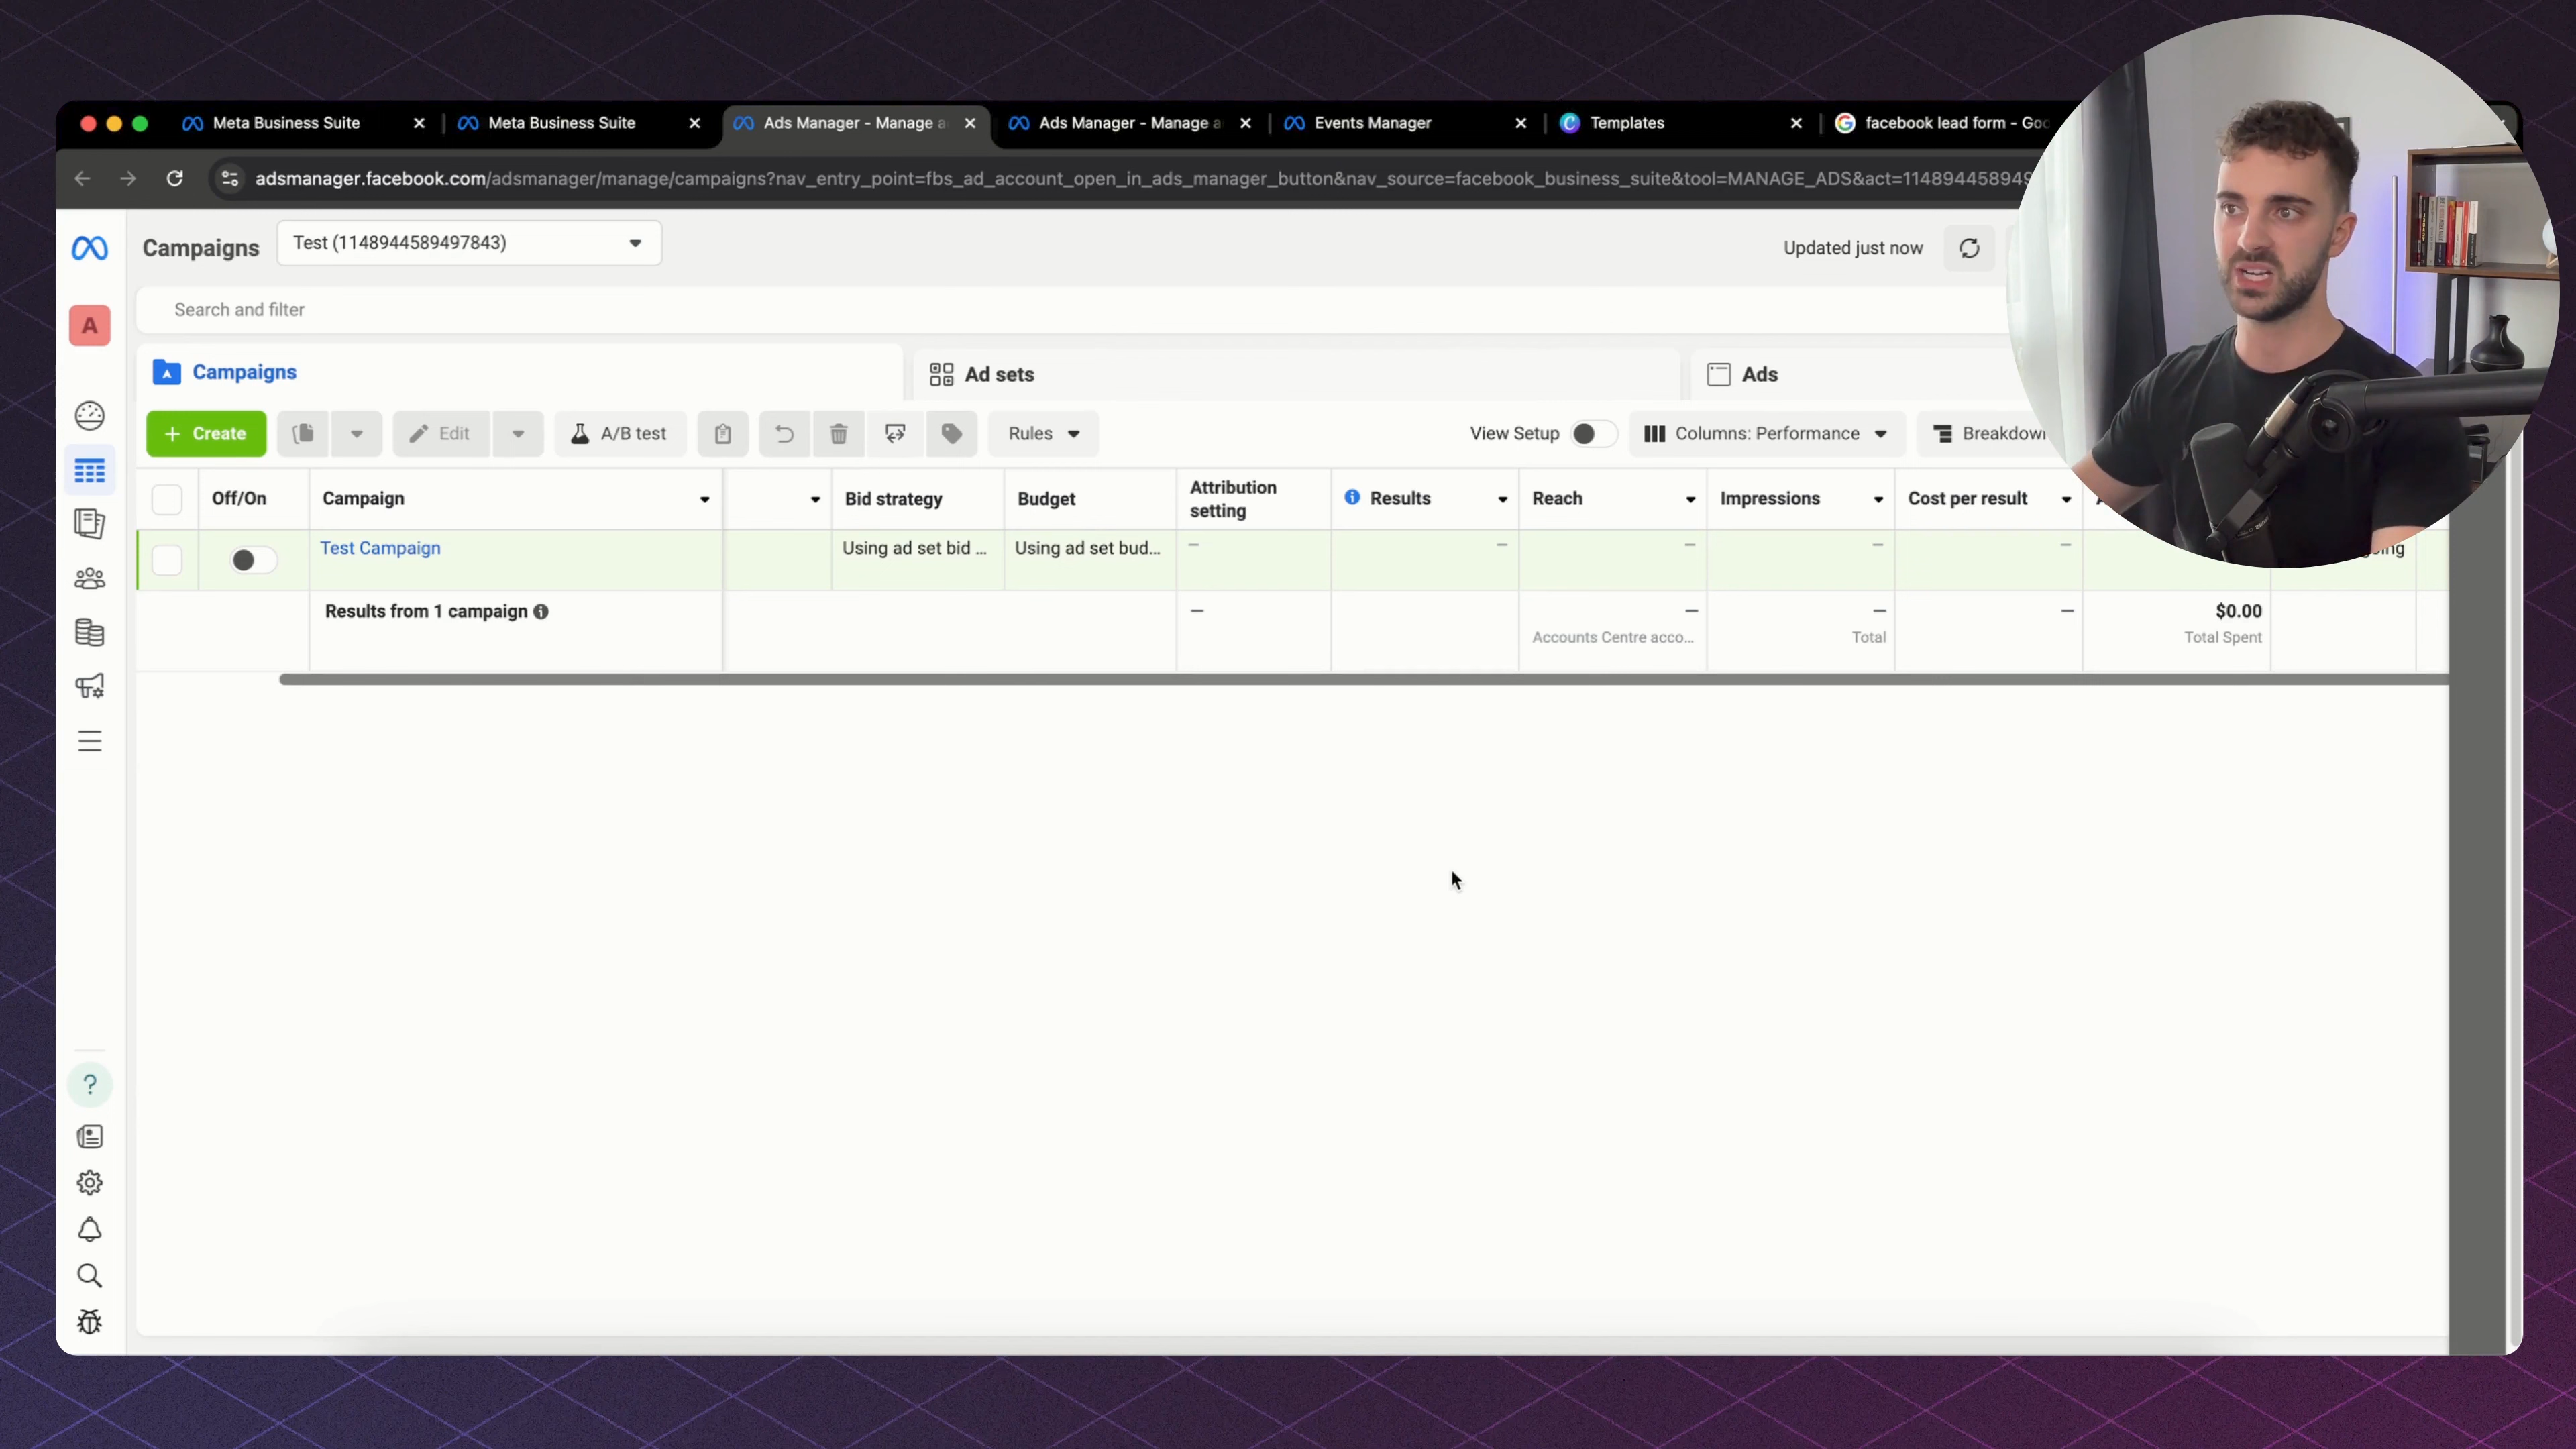 Meta Business Suite
Meta Business Suite
Ads Manager - Manage a
Ads Manager - Manage a
Events Manager
Templates
facebook lead form - Goo
adsmanager.facebook.com/adsmanager/manage/campaigns?nav_entry_point=fbs_ad_account_open_in_ads_manager_button&nav_source=facebook_business_suite&tool=MANAGE_ADS&act=114894458949
Campaigns
Test (1148944589497843)
Updated just now
Search and filter
A
Campaigns
Ad sets
Ads
+ Create
Edit
A/B test
Rules
View Setup
Columns: Performance
Breakdow
Off/On
Campaign
Bid strategy
Budget
Attribution
setting
Results
Reach
Impressions
Cost per result
Test Campaign
Using ad set bid ...
Using ad set bud...
–
–
–
–
–
Results from 1 campaign
–
–
–
–
$0.00
Accounts Centre acco...
Total
Total Spent
?